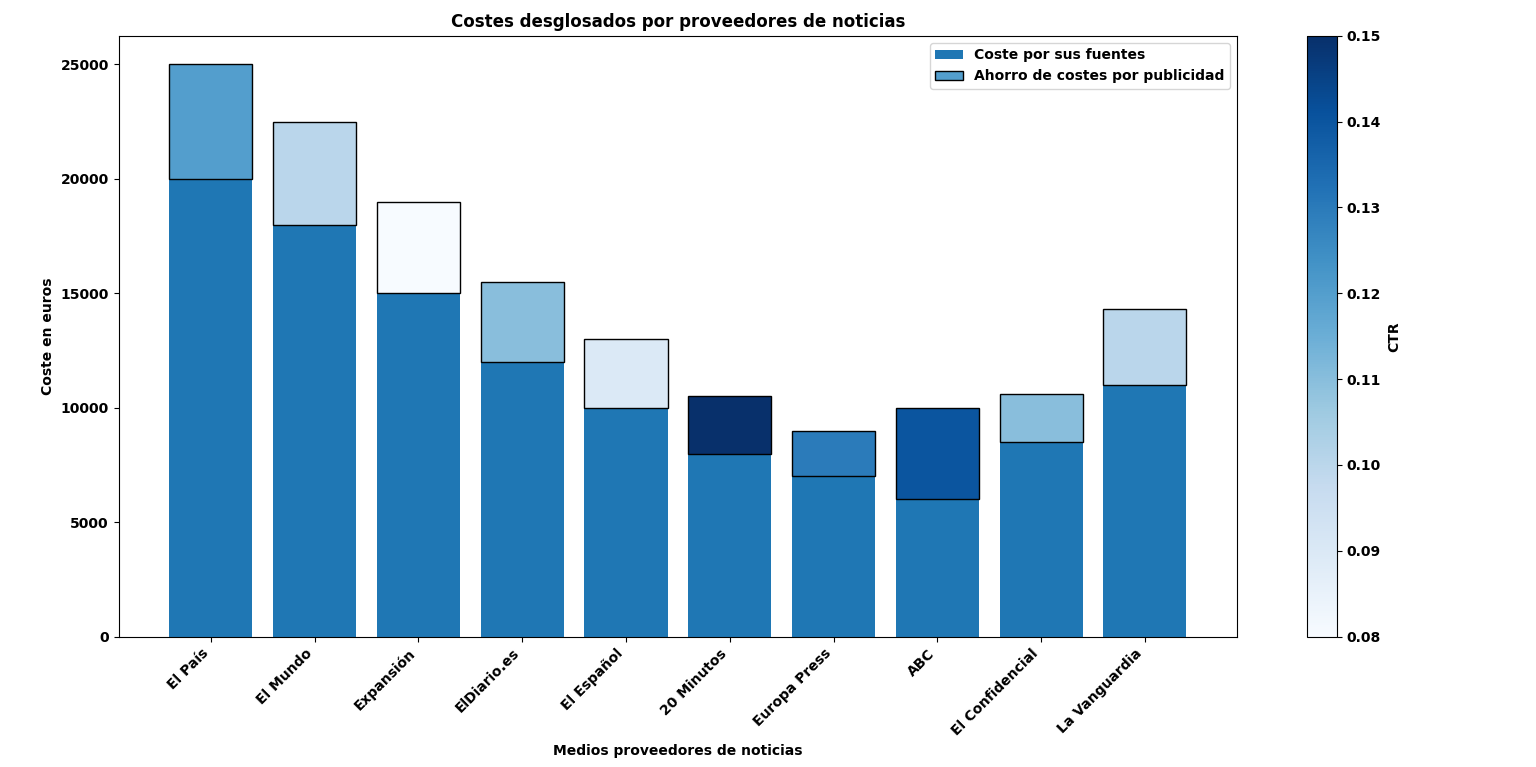 Costes desglosados por proveedores de noticias
Coste por sus fuentes
Ahorro de costes por publicidad
Coste en euros
25000
20000
15000
10000
5000
0
El País
El Mundo
Expansión
ElDiario.es
El Español
20 Minutos
Europa Press
ABC
El Confidencial
La Vanguardia
Medios proveedores de noticias
0.15
0.14
0.13
0.12
0.11
0.10
0.09
0.08
CTR